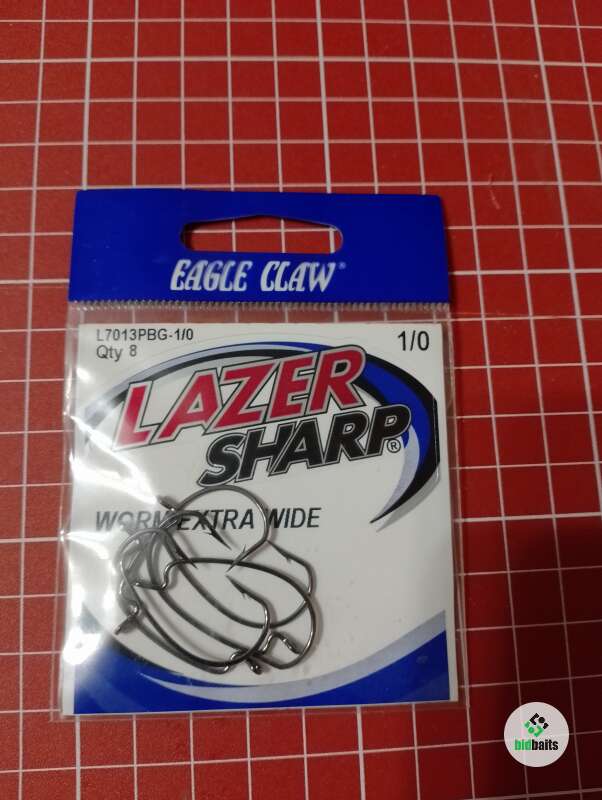 EAGLE CLAW®
L7013PBG-1/0
Qty 8
1/0
LAZER
SHARP®
WORM EXTRA WIDE
bidbaits